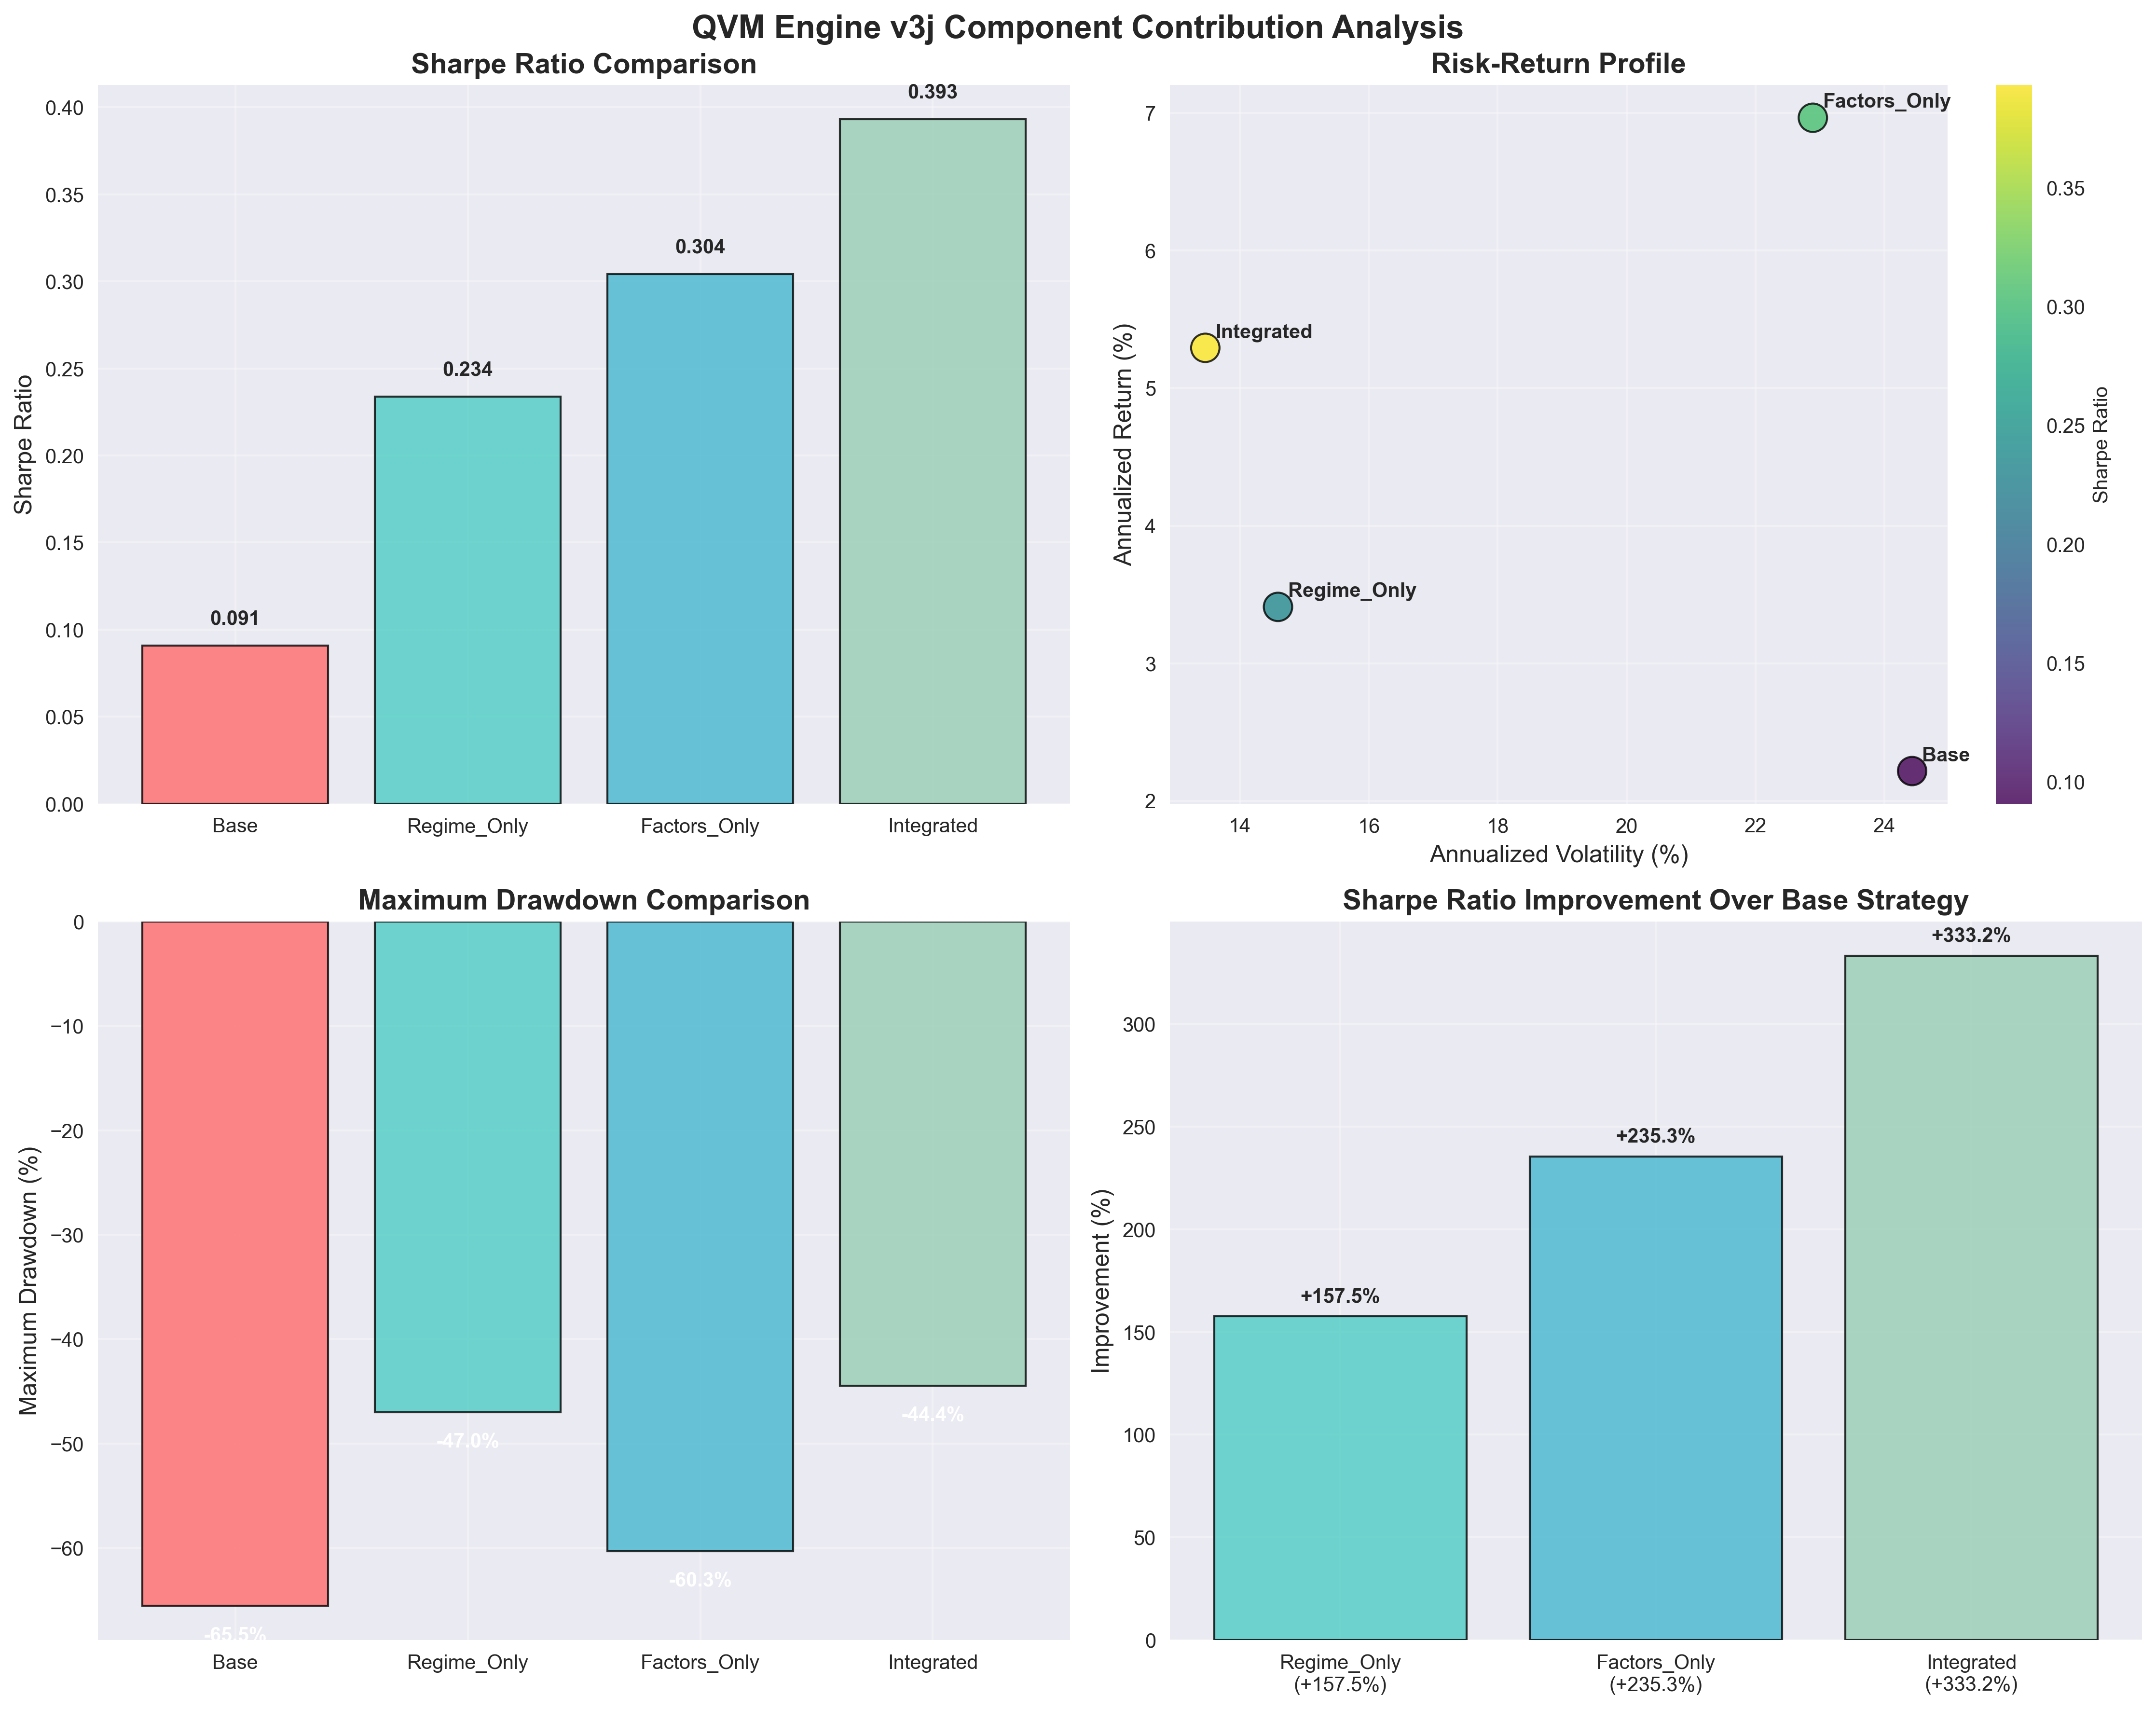 QVM Engine v3j Component Contribution Analysis
Sharpe Ratio Comparison
Sharpe Ratio
0.40
0.35
0.30
0.25
0.20
0.15
0.10
0.05
0.00
0.091
0.234
0.304
0.393
Base
Regime_Only
Factors_Only
Integrated
Risk-Return Profile
Annualized Return (%)
7
6
5
4
3
2
Factors_Only
Integrated
Regime_Only
Base
14
16
18
20
22
24
Annualized Volatility (%)
0.35
0.30
0.25
0.20
0.15
0.10
Sharpe Ratio
Maximum Drawdown Comparison
Maximum Drawdown (%)
0
−10
−20
−30
−40
−50
−60
-65.5%
-47.0%
-60.3%
-44.4%
Base
Regime_Only
Factors_Only
Integrated
Sharpe Ratio Improvement Over Base Strategy
Improvement (%)
300
250
200
150
100
50
0
+157.5%
+235.3%
+333.2%
Regime_Only
(+157.5%)
Factors_Only
(+235.3%)
Integrated
(+333.2%)